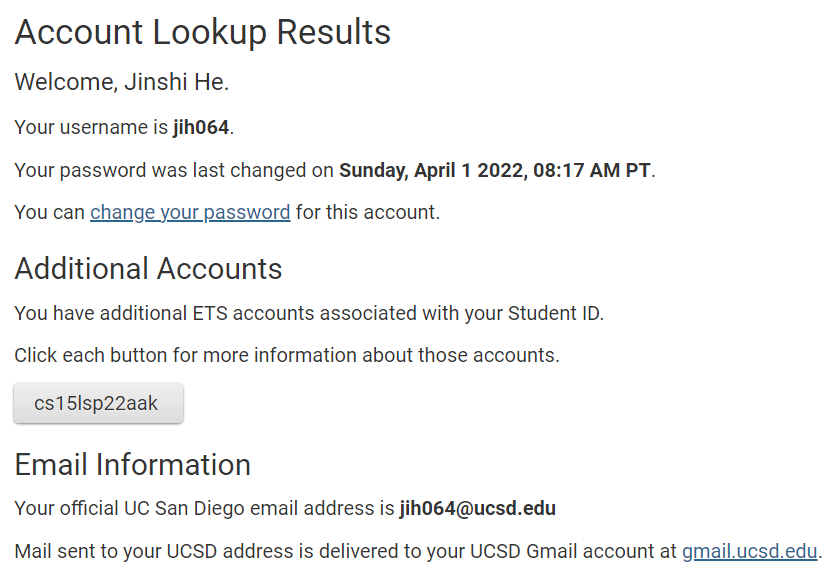 Account Lookup Results
Welcome, Jinshi He.
Your username is jih064.
Your password was last changed on Sunday, April 1 2022, 08:17 AM PT.
You can change your password for this account.
Additional Accounts
You have additional ETS accounts associated with your Student ID.
Click each button for more information about those accounts.
cs15lsp22aak
Email Information
Your official UC San Diego email address is jih064@ucsd.edu
Mail sent to your UCSD address is delivered to your UCSD Gmail account at gmail.ucsd.edu.